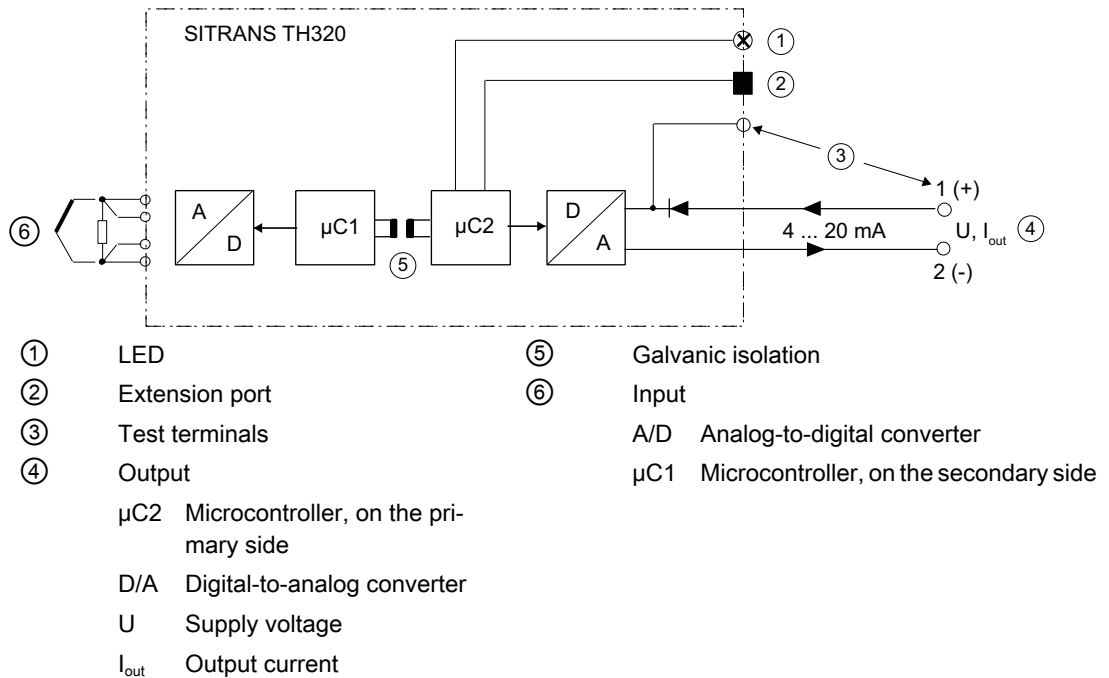 SITRANS TH320
①
②
③
1 (+)
⑥
A
D
µC1
µC2
D
A
4 ... 20 mA
U, Iout
④
⑤
2 (-)
① LED
② Extension port
③ Test terminals
④ Output
µC2 Microcontroller, on the pri-
mary side
D/A Digital-to-analog converter
U Supply voltage
Iout Output current
⑤ Galvanic isolation
⑥ Input
A/D Analog-to-digital converter
µC1 Microcontroller, on the secondary side